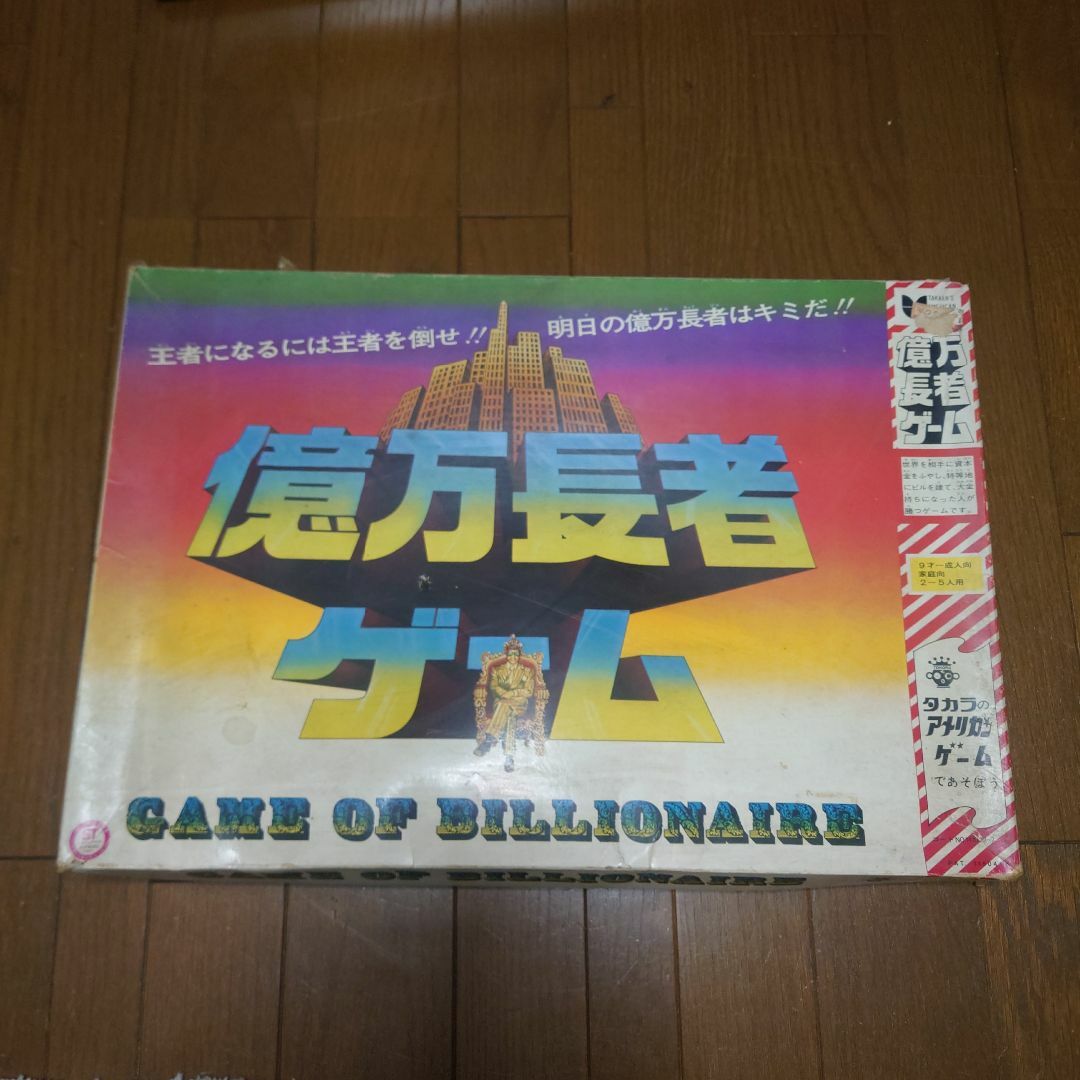 王者になるには王者を倒せ!!
明日の億万長者はキミだ!!
億万長者
ゲーム
GAME OF BILLIONAIRE
GAME OF BILLIONAIRE
ST
億万
長者
ゲーム
世界を相手に資本
金をふやし、特等地
にビルを建て、大金
持ちになった人が
勝つゲームです。
9才—成人向
家庭向
2—5人用
タカラの
アメリカン
ゲーム
であそぼう